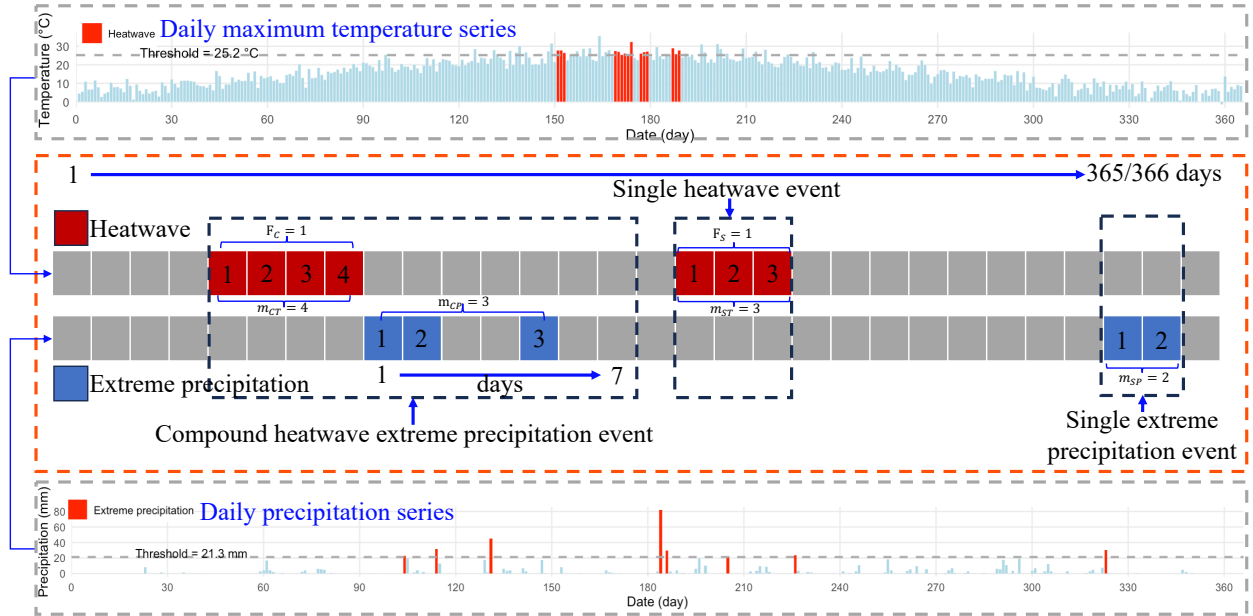 Heatwave Daily maximum temperature series
Temperature (°C)
Threshold = 25.2 °C
30
20
10
0
0 30 60 90 120 150 180 210 240 270 300 330 360
Date (day)
1 365/366 days
Single heatwave event
Heatwave
F_C = 1
F_S = 1
1 2 3 4 1 2 3
m_CT = 4
m_CP = 3
m_ST = 3
1 2 3 1 2
Extreme precipitation
1 days 7
m_SP = 2
Compound heatwave extreme precipitation event
Single extreme
precipitation event
Precipitation (mm)
Extreme precipitation Daily precipitation series
80
60
40
Threshold = 21.3 mm
20
0
0 30 60 90 120 150 180 210 240 270 300 330 360
Date (day)